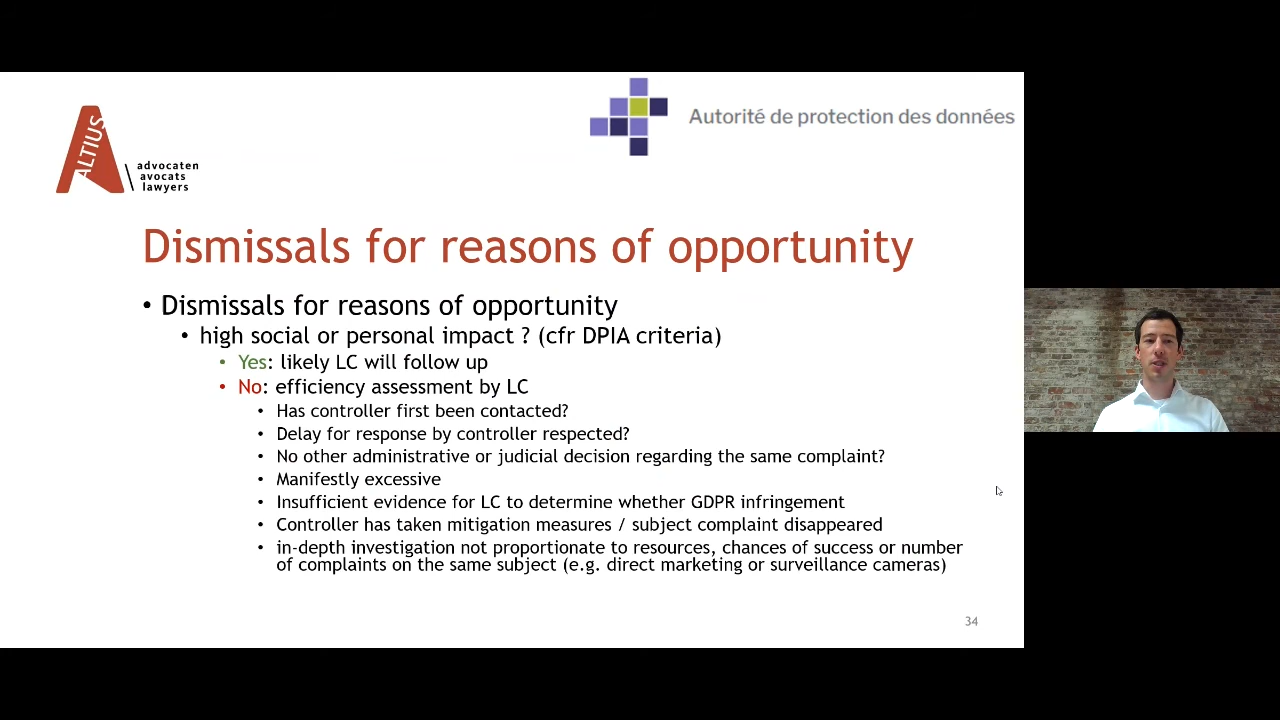 Autorité de protection des données
ALTIUS
advocaten
avocats
lawyers
Dismissals for reasons of opportunity
• Dismissals for reasons of opportunity
• high social or personal impact ? (cfr DPIA criteria)
• Yes: likely LC will follow up
• No: efficiency assessment by LC
• Has controller first been contacted?
• Delay for response by controller respected?
• No other administrative or judicial decision regarding the same complaint?
• Manifestly excessive
• Insufficient evidence for LC to determine whether GDPR infringement
• Controller has taken mitigation measures / subject complaint disappeared
• in-depth investigation not proportionate to resources, chances of success or number
of complaints on the same subject (e.g. direct marketing or surveillance cameras)
34